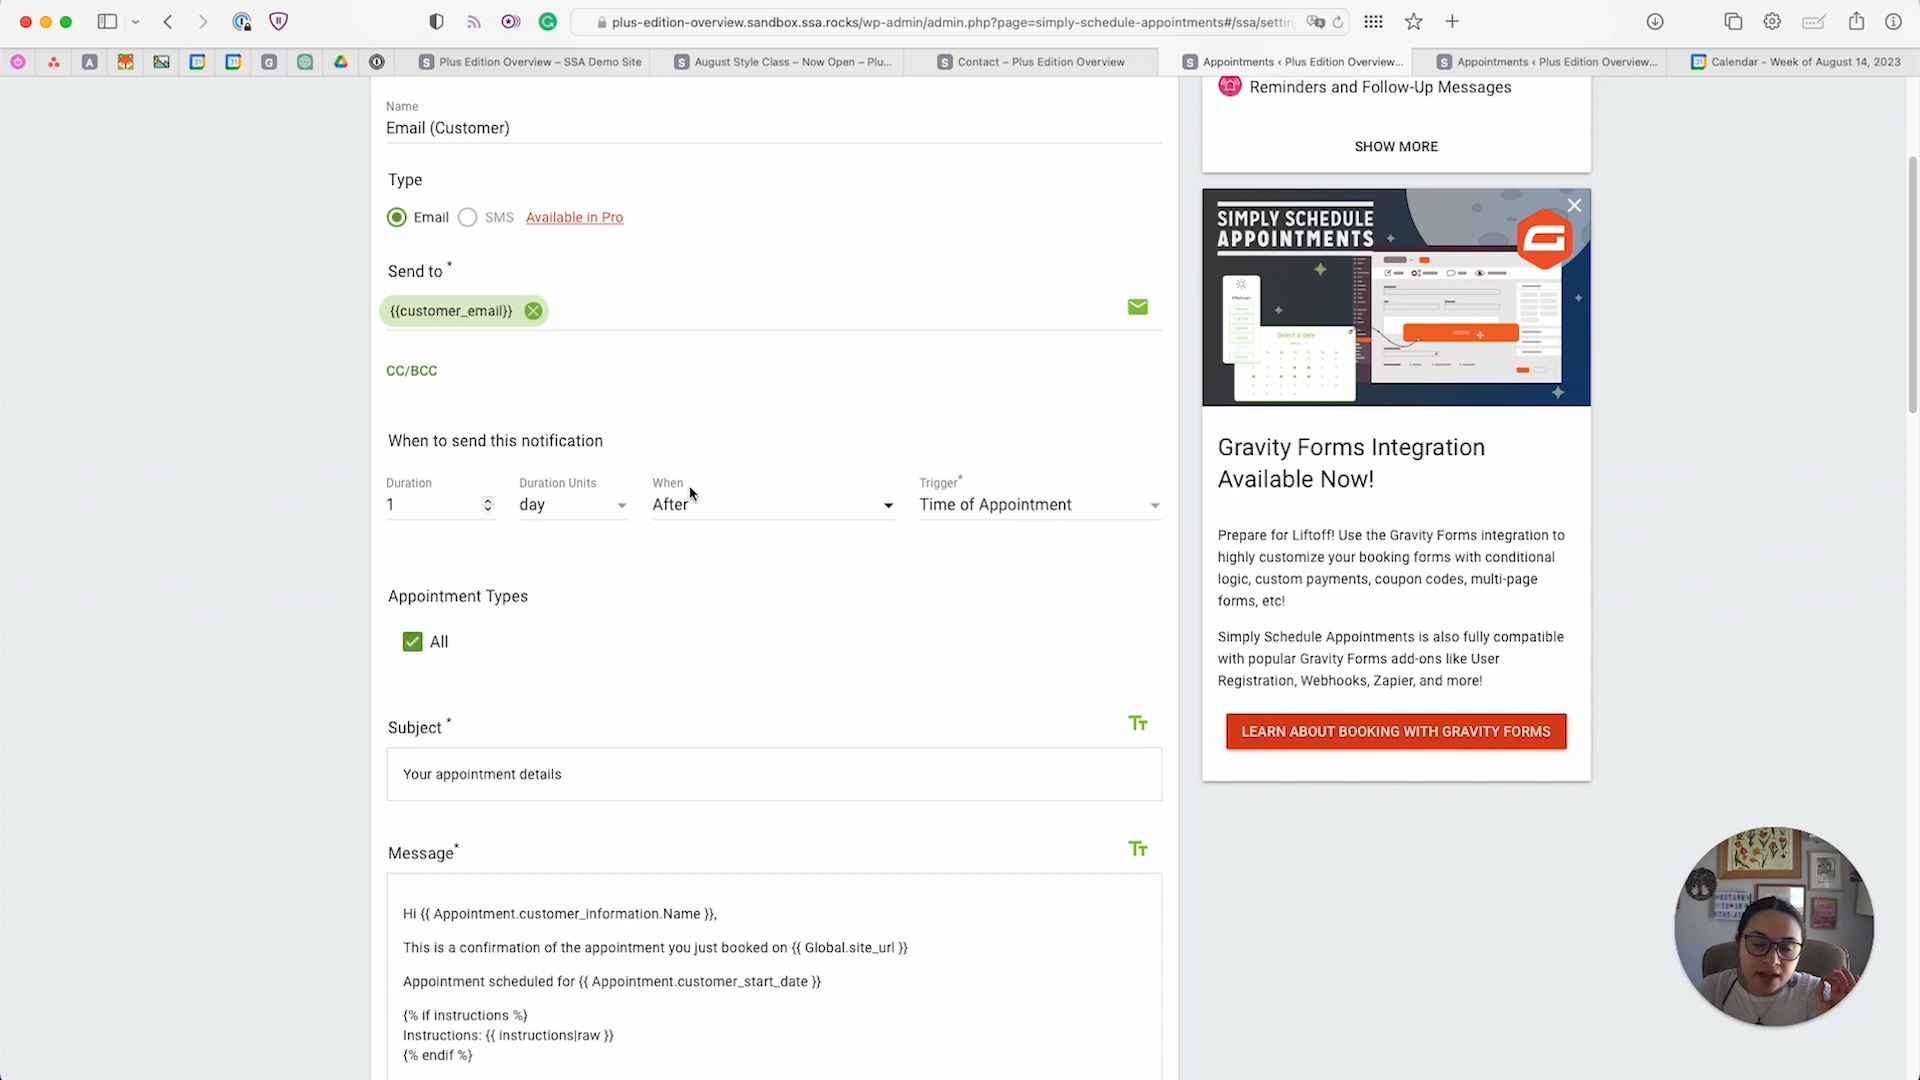 plus-edition-overview.sandbox.ssa.rocks/wp-admin/admin.php?page=simply-schedule-appointments#/ssa/settin
Plus Edition Overview – SSA Demo Site
August Style Class – Now Open – Plu...
Contact – Plus Edition Overview
Appointments ‹ Plus Edition Overview...
Appointments ‹ Plus Edition Overview...
Calendar - Week of August 14, 2023
Name
Email (Customer)
Type
Email
SMS
Available in Pro
Send to *
{{customer_email}}
CC/BCC
When to send this notification
Duration
1
Duration Units
day
When
After
Trigger*
Time of Appointment
Appointment Types
All
Subject *
Your appointment details
Message*
Hi {{ Appointment.customer_information.Name }},
This is a confirmation of the appointment you just booked on {{ Global.site_url }}
Appointment scheduled for {{ Appointment.customer_start_date }}
{% if instructions %}
Instructions: {{ instructions|raw }}
{% endif %}
Reminders and Follow-Up Messages
SHOW MORE
SIMPLY SCHEDULE
APPOINTMENTS
Select a date
Gravity Forms Integration
Available Now!
Prepare for Liftoff! Use the Gravity Forms integration to
highly customize your booking forms with conditional
logic, custom payments, coupon codes, multi-page
forms, etc!
Simply Schedule Appointments is also fully compatible
with popular Gravity Forms add-ons like User
Registration, Webhooks, Zapier, and more!
LEARN ABOUT BOOKING WITH GRAVITY FORMS